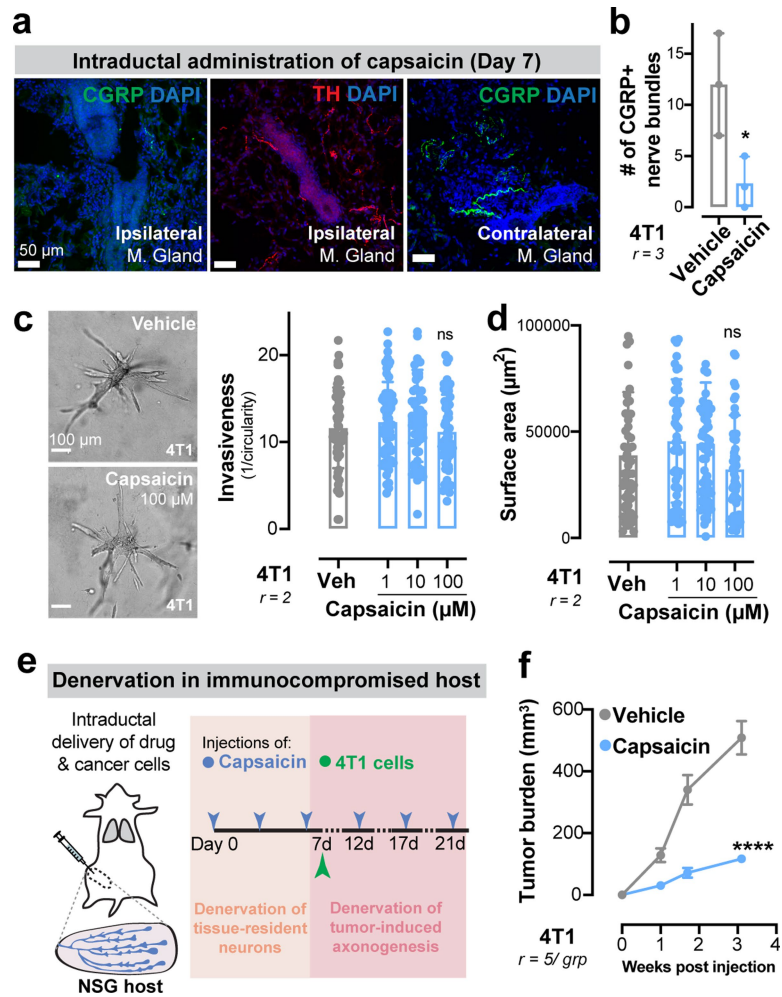 a
Intraductal administration of capsaicin (Day 7)
CGRP DAPI
Ipsilateral
M. Gland
50 µm
TH DAPI
Ipsilateral
M. Gland
CGRP DAPI
Contralateral
M. Gland
b
# of CGRP+
nerve bundles
15
10
5
0
*
4T1
r = 3
Vehicle
Capsaicin
c
Vehicle
100 µm
4T1
Capsaicin
100 µM
4T1
Invasiveness
(1/circularity)
20
10
0
ns
4T1
r = 2
Veh
1 10 100
Capsaicin (µM)
d
Surface area (µm²)
100000
50000
0
ns
4T1
r = 2
Veh
1 10 100
Capsaicin (µM)
e
Denervation in immunocompromised host
Intraductal
delivery of drug
& cancer cells
NSG host
Injections of:
Capsaicin
4T1 cells
Day 0 7d 12d 17d 21d
Denervation of
tissue-resident
neurons
Denervation of
tumor-induced
axonogenesis
f
Tumor burden (mm³)
600
400
200
0
Vehicle
Capsaicin
****
4T1
r = 5/ grp
0 1 2 3 4
Weeks post injection